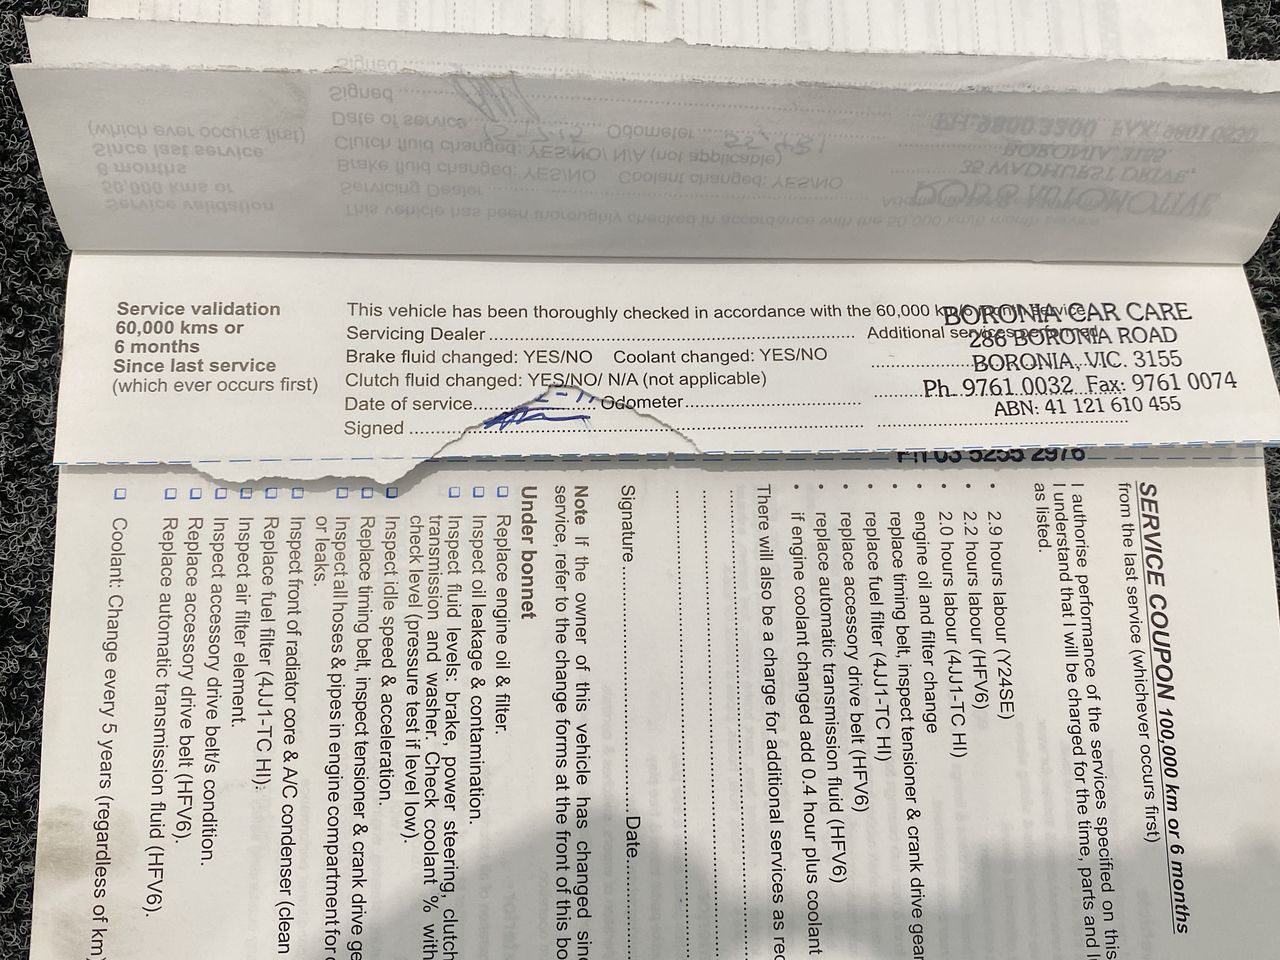 Service validation
60,000 kms or
6 months
Since last service
(which ever occurs first)
This vehicle has been thoroughly checked in accordance with the 60,000
Servicing Dealer
Additional services performed
Brake fluid changed: YES/NO Coolant changed: YES/NO
Clutch fluid changed: YES/NO/ N/A (not applicable)
Date of service Odometer
Signed
BORONIA CAR CARE
286 BORONIA ROAD
BORONIA, VIC. 3155
Ph. 9761 0032 Fax: 9761 0074
ABN: 41 121 610 455
PH 03 5255 2976
SERVICE COUPON 100,000 km or 6 months
from the last service (whichever occurs first)
I authorise performance of the services specified on this
I understand that I will be charged for the time, parts and
as listed.
• 2.9 hours labour (Y24SE)
• 2.2 hours labour (HFV6)
• 2.0 hours labour (4JJ1-TC HI)
engine oil and filter change
• replace timing belt, inspect tensioner & crank drive gear
• replace fuel filter (4JJ1-TC HI)
• replace accessory drive belt (HFV6)
• replace automatic transmission fluid (HFV6)
• if engine coolant changed add 0.4 hour plus coolant
There will also be a charge for additional services as
Signature Date
Note If the owner of this vehicle has changed
service, refer to the change forms at the front of this
Under bonnet
Replace engine oil & filter.
Inspect oil leakage & contamination.
Inspect fluid levels: brake, power steering, clutch
transmission and washer. Check coolant % with
check level (pressure test if level low).
Inspect idle speed & acceleration.
Replace timing belt, inspect tensioner & crank drive
Inspect all hoses & pipes in engine compartment for
or leaks.
Inspect front of radiator core & A/C condenser (clean
Replace fuel filter (4JJ1-TC HI):
Inspect air filter element.
Inspect accessory drive belt/s condition.
Replace accessory drive belt (HFV6).
Replace automatic transmission fluid (HFV6).
Coolant: Change every 5 years (regardless of km)